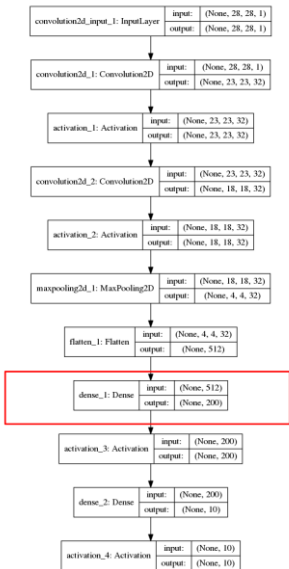 convolution2d_input_1: InputLayer input: (None, 28, 28, 1)
output: (None, 28, 28, 1)
convolution2d_1: Convolution2D input: (None, 28, 28, 1)
output: (None, 23, 23, 32)
activation_1: Activation input: (None, 23, 23, 32)
output: (None, 23, 23, 32)
convolution2d_2: Convolution2D input: (None, 23, 23, 32)
output: (None, 18, 18, 32)
activation_2: Activation input: (None, 18, 18, 32)
output: (None, 18, 18, 32)
maxpooling2d_1: MaxPooling2D input: (None, 18, 18, 32)
output: (None, 4, 4, 32)
flatten_1: Flatten input: (None, 4, 4, 32)
output: (None, 512)
dense_1: Dense input: (None, 512)
output: (None, 200)
activation_3: Activation input: (None, 200)
output: (None, 200)
dense_2: Dense input: (None, 200)
output: (None, 10)
activation_4: Activation input: (None, 10)
output: (None, 10)